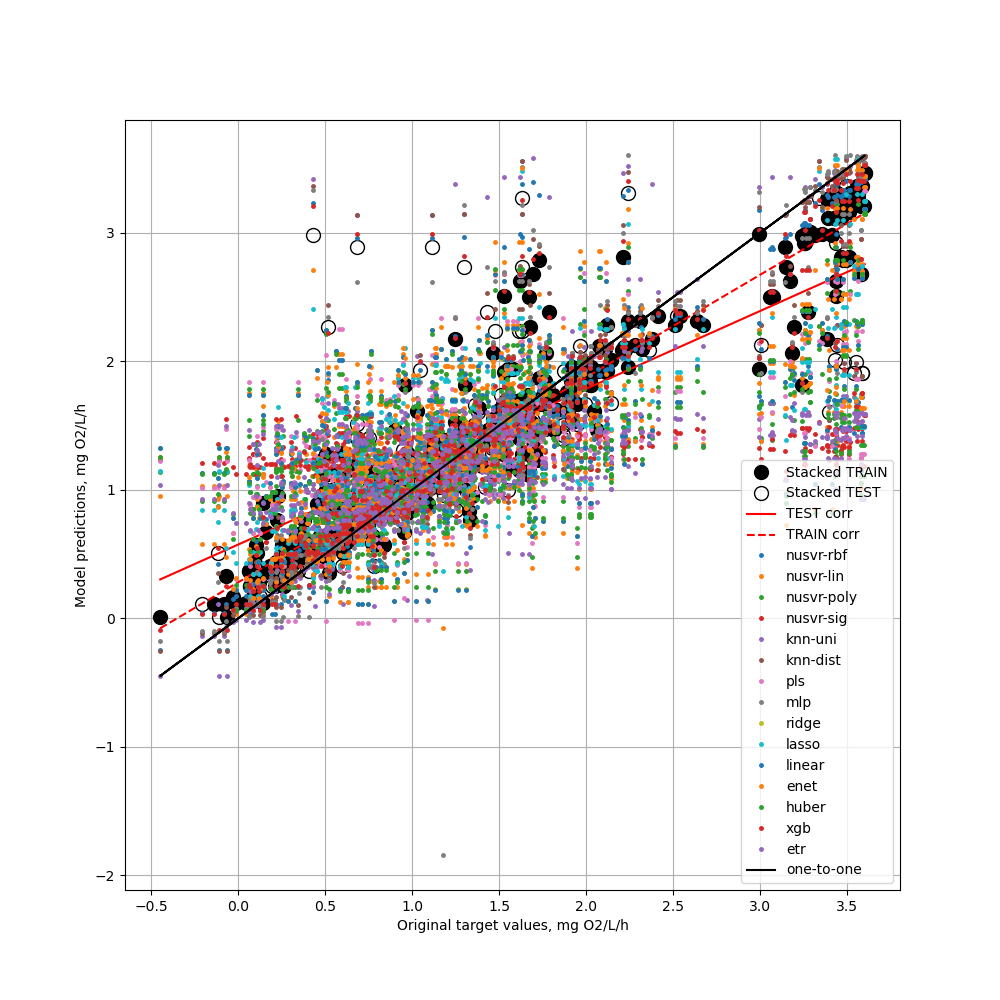 3
2
1
0
−1
−2
Model predictions, mg O2/L/h
−0.5 0.0 0.5 1.0 1.5 2.0 2.5 3.0 3.5
Original target values, mg O2/L/h
Stacked TRAIN
Stacked TEST
TEST corr
TRAIN corr
nusvr-rbf
nusvr-lin
nusvr-poly
nusvr-sig
knn-uni
knn-dist
pls
mlp
ridge
lasso
linear
enet
huber
xgb
etr
one-to-one